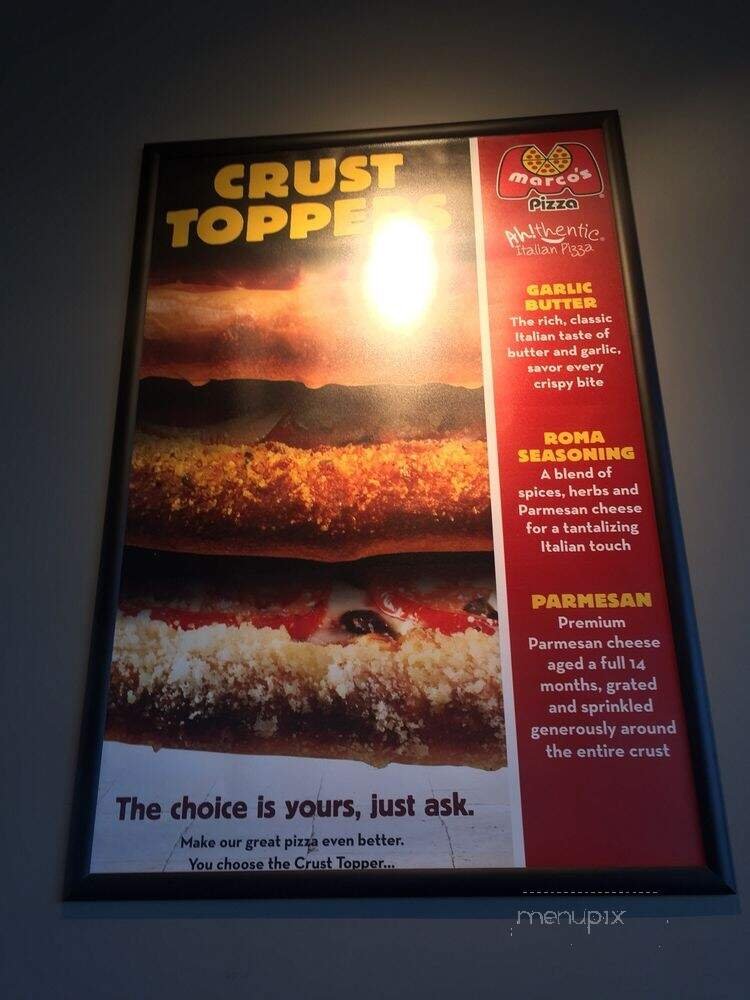 CRUST
TOPPERS
The choice is yours, just ask.
Make our great pizza even better.
You choose the Crust Topper...
marco's
Pizza
Ah!thentic
Italian Pizza
GARLIC
BUTTER
The rich, classic
Italian taste of
butter and garlic,
savor every
crispy bite
ROMA
SEASONING
A blend of
spices, herbs and
Parmesan cheese
for a tantalizing
Italian touch
PARMESAN
Premium
Parmesan cheese
aged a full 14
months, grated
and sprinkled
generously around
the entire crust
menupix